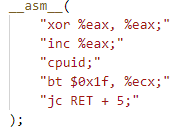 __asm__(
"xor %eax, %eax;"
"inc %eax;"
"cpuid;"
"bt $0x1f, %ecx;"
"jc RET + 5;"
);